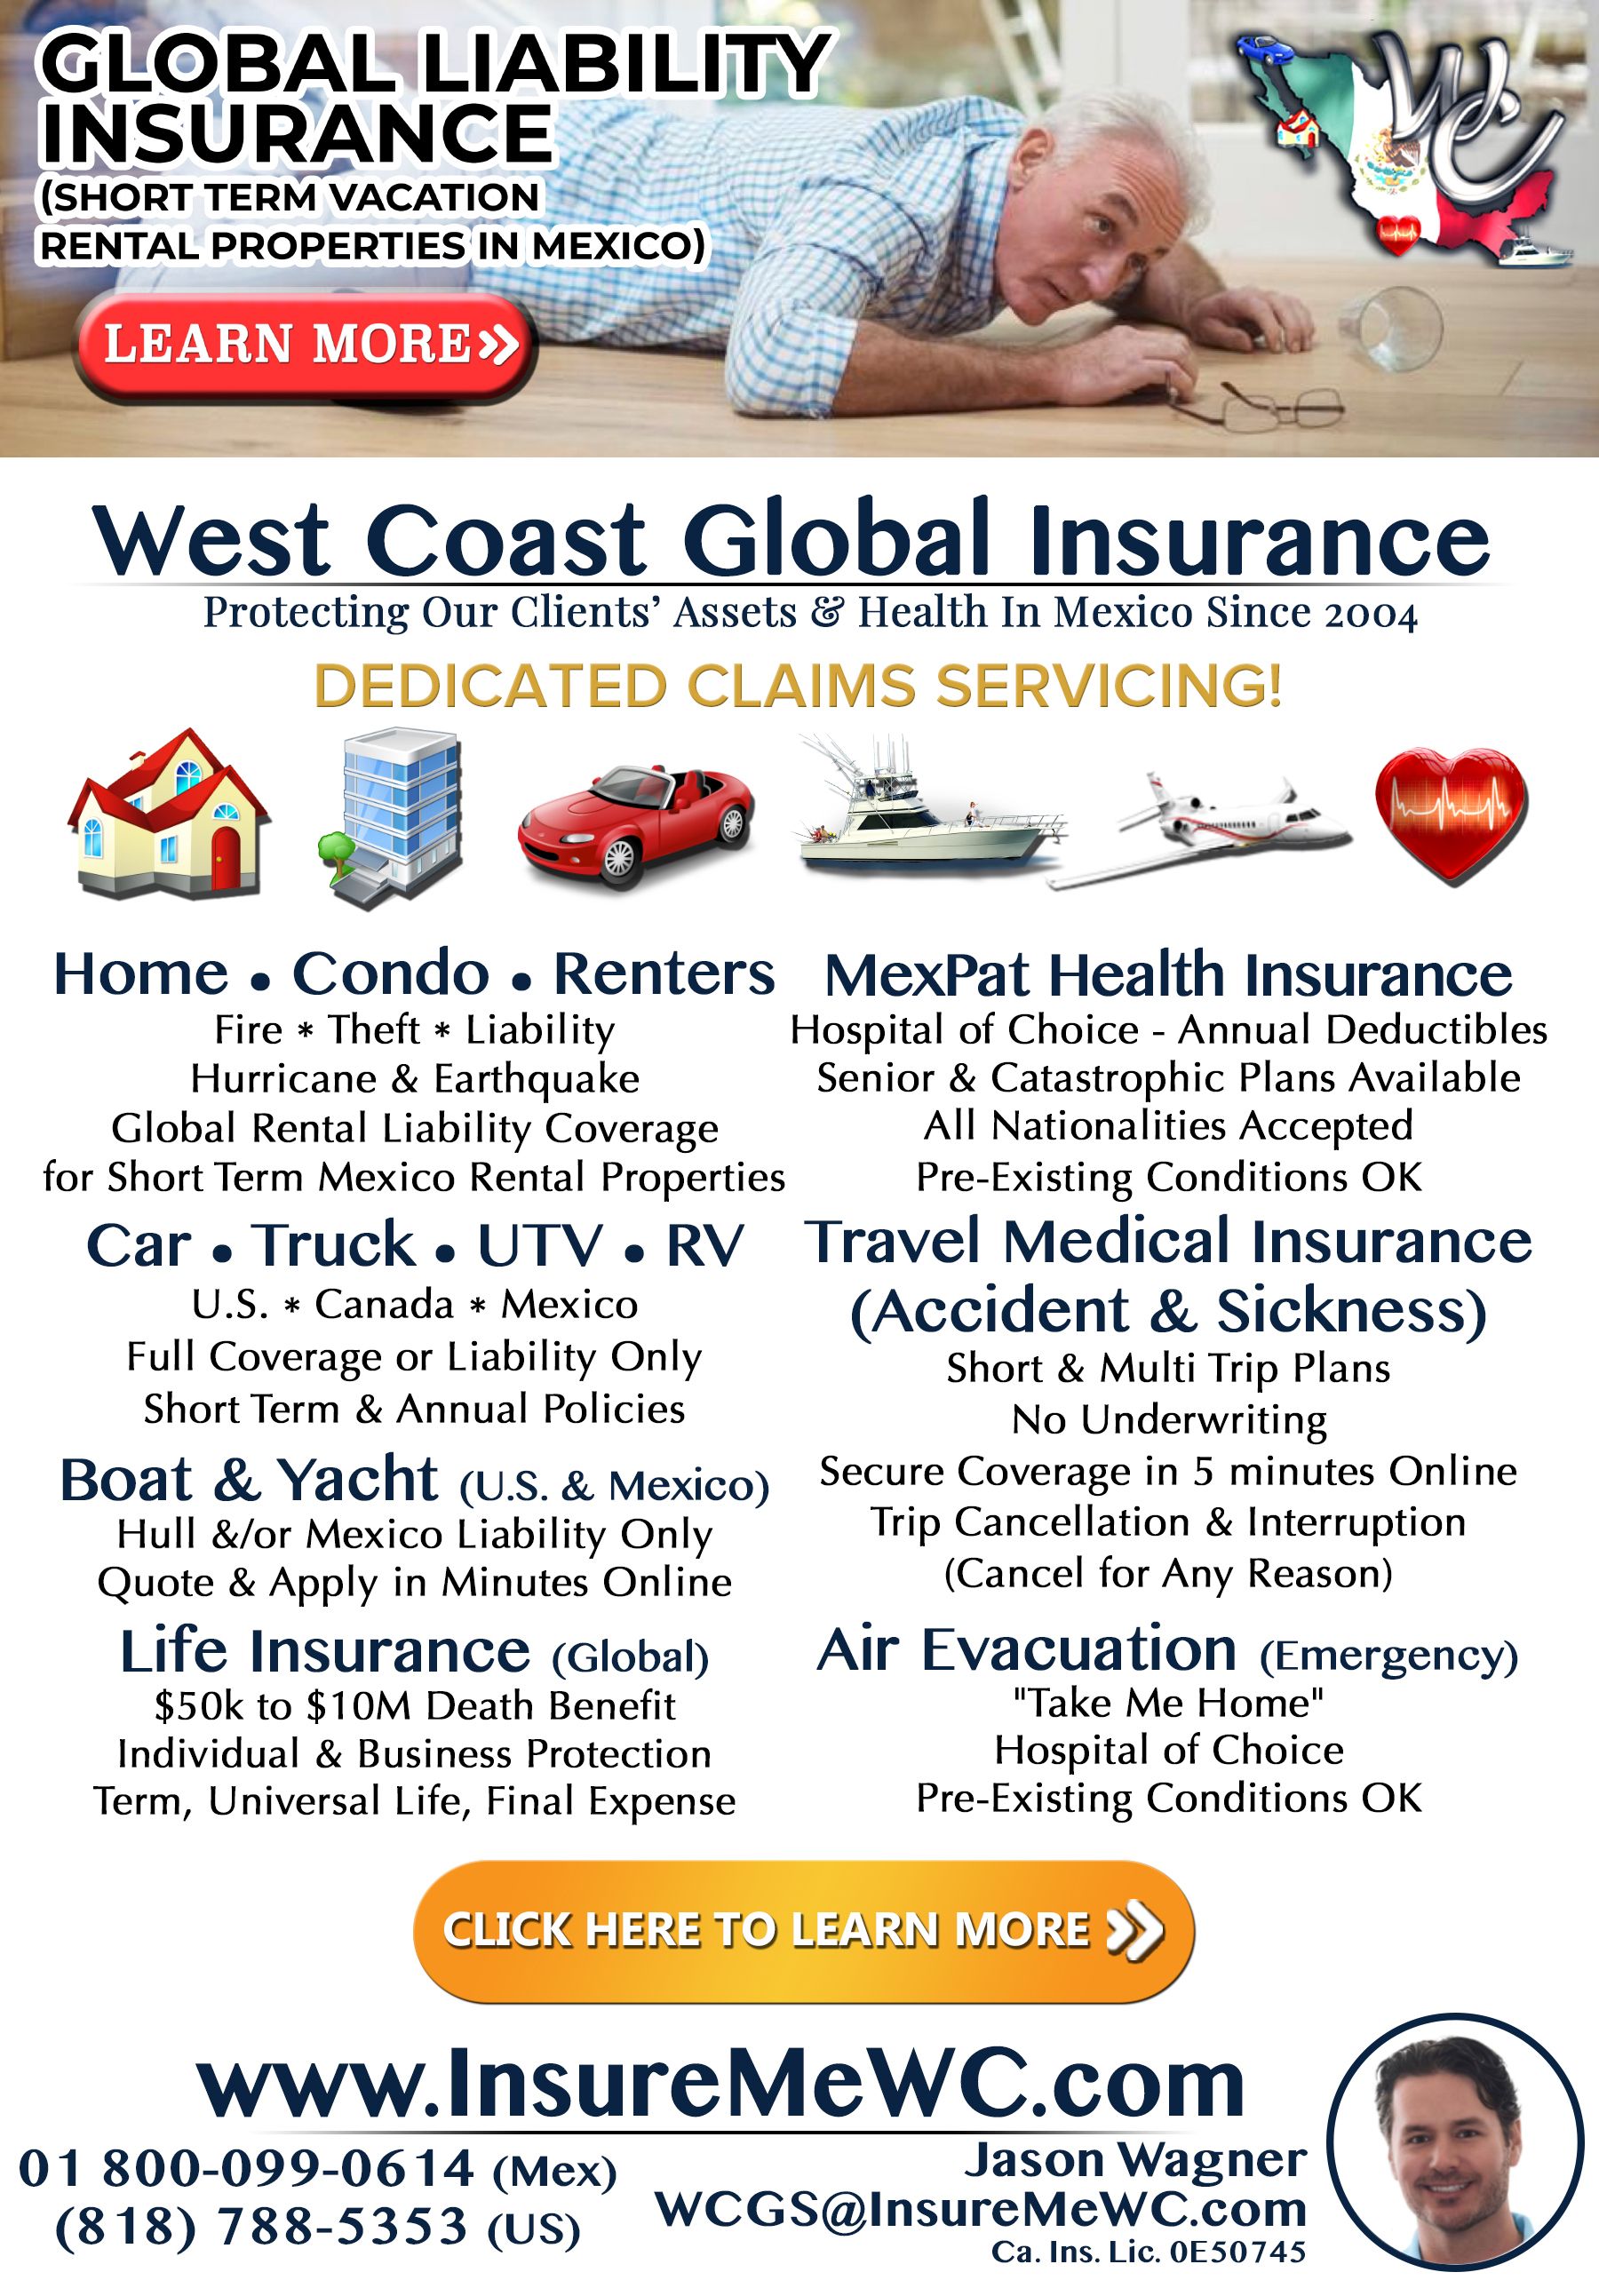 GLOBAL LIABILITY
INSURANCE
(SHORT TERM VACATION
RENTAL PROPERTIES IN MEXICO)
LEARN MORE»
WC
West Coast Global Insurance
Protecting Our Clients’ Assets & Health In Mexico Since 2004
DEDICATED CLAIMS SERVICING!
Home • Condo • Renters
Fire * Theft * Liability
Hurricane & Earthquake
Global Rental Liability Coverage
for Short Term Mexico Rental Properties
Car • Truck • UTV • RV
U.S. * Canada * Mexico
Full Coverage or Liability Only
Short Term & Annual Policies
Boat & Yacht (U.S. & Mexico)
Hull &/or Mexico Liability Only
Quote & Apply in Minutes Online
Life Insurance (Global)
$50k to $10M Death Benefit
Individual & Business Protection
Term, Universal Life, Final Expense
MexPat Health Insurance
Hospital of Choice - Annual Deductibles
Senior & Catastrophic Plans Available
All Nationalities Accepted
Pre-Existing Conditions OK
Travel Medical Insurance
(Accident & Sickness)
Short & Multi Trip Plans
No Underwriting
Secure Coverage in 5 minutes Online
Trip Cancellation & Interruption
(Cancel for Any Reason)
Air Evacuation (Emergency)
"Take Me Home"
Hospital of Choice
Pre-Existing Conditions OK
CLICK HERE TO LEARN MORE »
www.InsureMeWC.com
01 800-099-0614 (Mex)
(818) 788-5353 (US)
Jason Wagner
WCGS@InsureMeWC.com
Ca. Ins. Lic. 0E50745